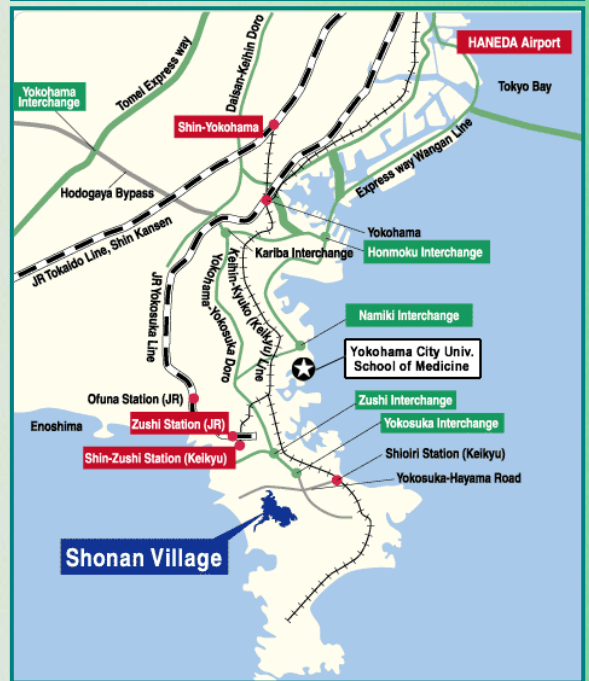 HANEDA Airport
Tokyo Bay
Daisan-Keihin Doro
Tomei Express way
Yokohama
Interchange
Shin-Yokohama
Express way Wangan Line
Hodogaya Bypass
Yokohama
Kariba Interchange
Honmoku Interchange
JR Tokaido Line, Shin Kansen
JR Yokosuka Line
Yokohama-Yokosuka Doro
Keihin-Kyuko (Keikyu) Line
Namiki Interchange
Yokohama City Univ.
School of Medicine
Ofuna Station (JR)
Zushi Interchange
Enoshima
Zushi Station (JR)
Yokosuka Interchange
Shin-Zushi Station (Keikyu)
Shioiri Station (Keikyu)
Yokosuka-Hayama Road
Shonan Village